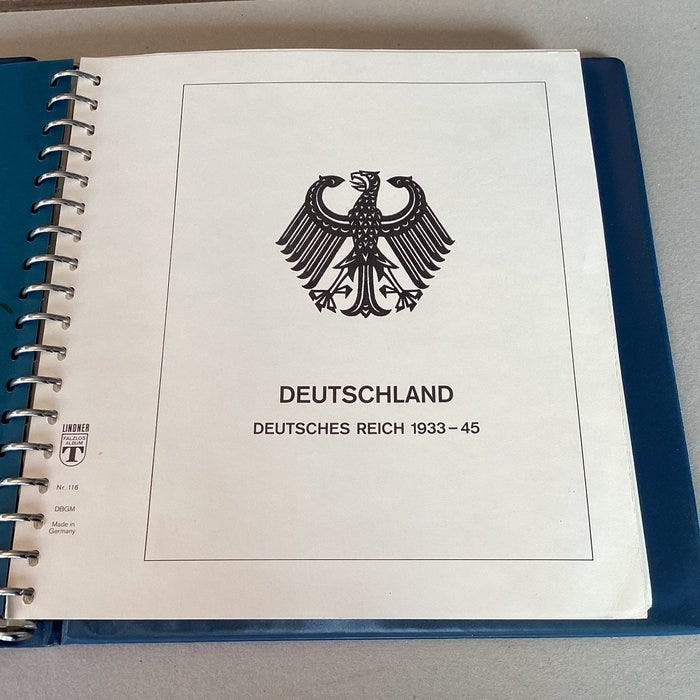 DEUTSCHLAND
DEUTSCHES REICH 1933-45
LINDNER
FALZLOS
ALBUM
T
Nr. 116
DBGM
Made in
Germany